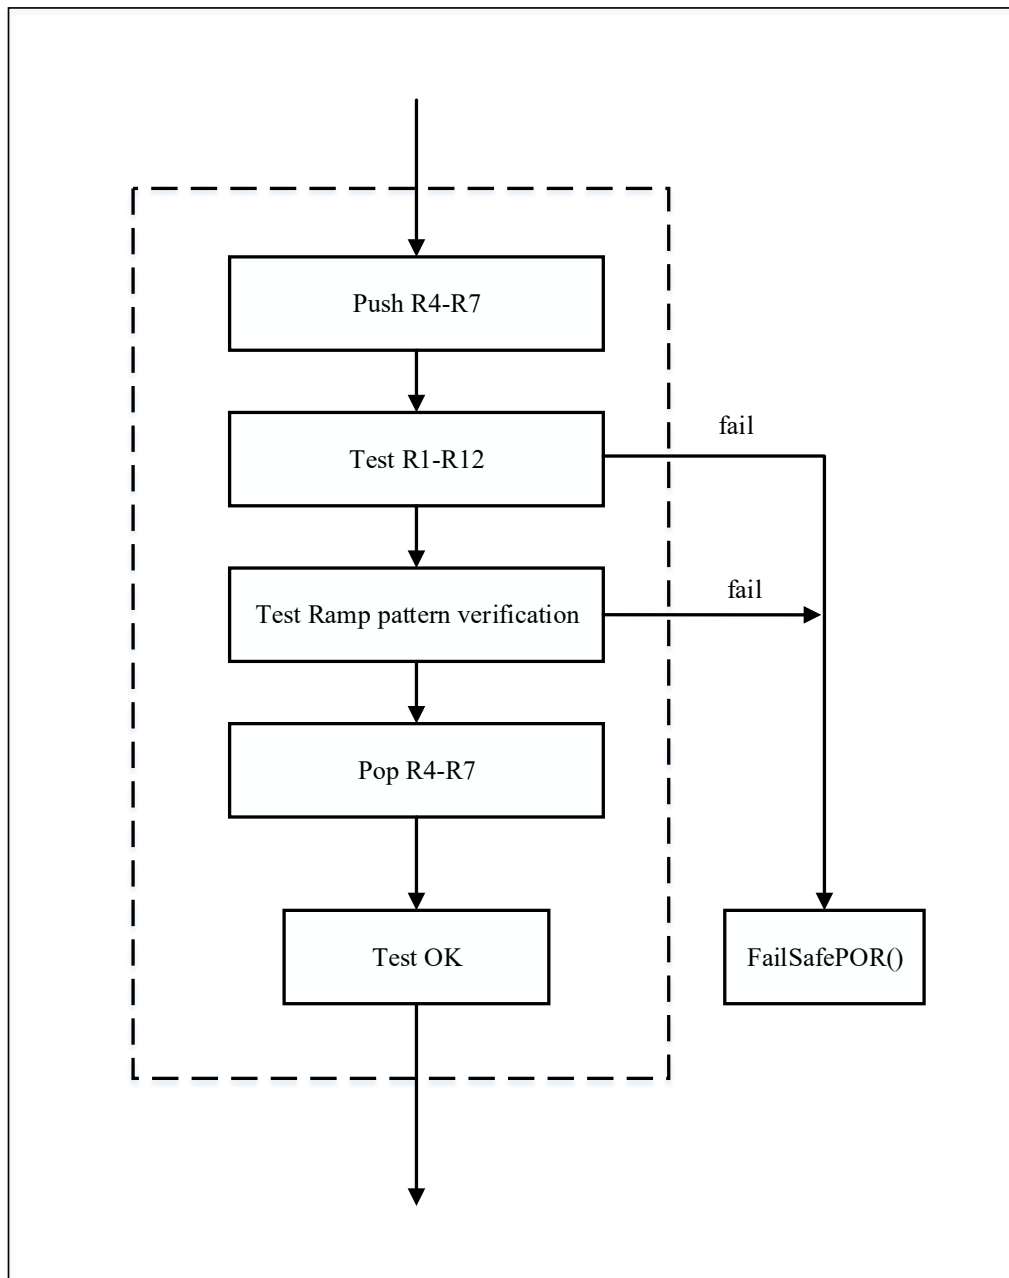 Push R4-R7
fail
Test R1-R12
fail
Test Ramp pattern verification
Pop R4-R7
Test OK
FailSafePOR()